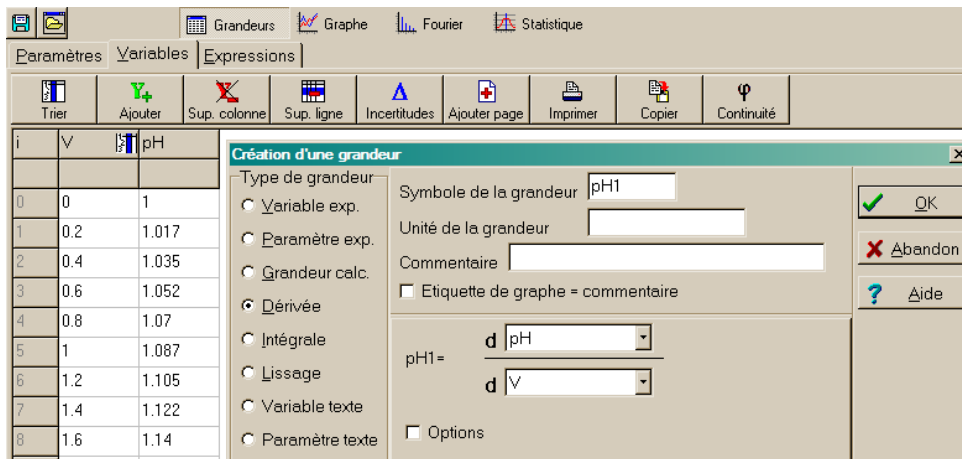 Grandeurs Graphe Fourier Statistique
Paramètres Variables Expressions
Trier Ajouter Sup. colonne Sup. ligne Incertitudes Ajouter page Imprimer Copier Continuité
i V pH
0 0 1
1 0.2 1.017
2 0.4 1.035
3 0.6 1.052
4 0.8 1.07
5 1 1.087
6 1.2 1.105
7 1.4 1.122
8 1.6 1.14
Création d'une grandeur
Type de grandeur
Variable exp.
Paramètre exp.
Grandeur calc.
Dérivée
Intégrale
Lissage
Variable texte
Paramètre texte
Symbole de la grandeur pH1
Unité de la grandeur
Commentaire
Etiquette de graphe = commentaire
pH1=
d pH
d V
Options
OK
Abandon
Aide